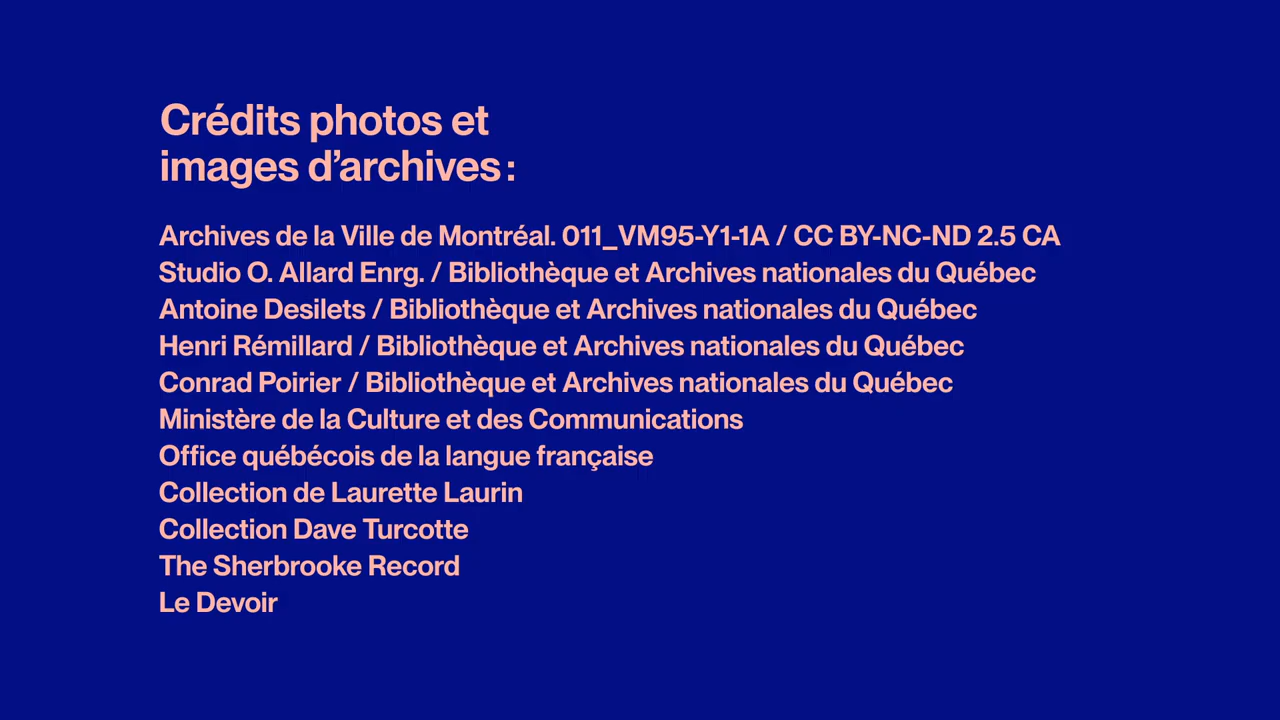 Crédits photos et
images d’archives :
Archives de la Ville de Montréal. 011_VM95-Y1-1A / CC BY-NC-ND 2.5 CA
Studio O. Allard Enrg. / Bibliothèque et Archives nationales du Québec
Antoine Desilets / Bibliothèque et Archives nationales du Québec
Henri Rémillard / Bibliothèque et Archives nationales du Québec
Conrad Poirier / Bibliothèque et Archives nationales du Québec
Ministère de la Culture et des Communications
Office québécois de la langue française
Collection de Laurette Laurin
Collection Dave Turcotte
The Sherbrooke Record
Le Devoir